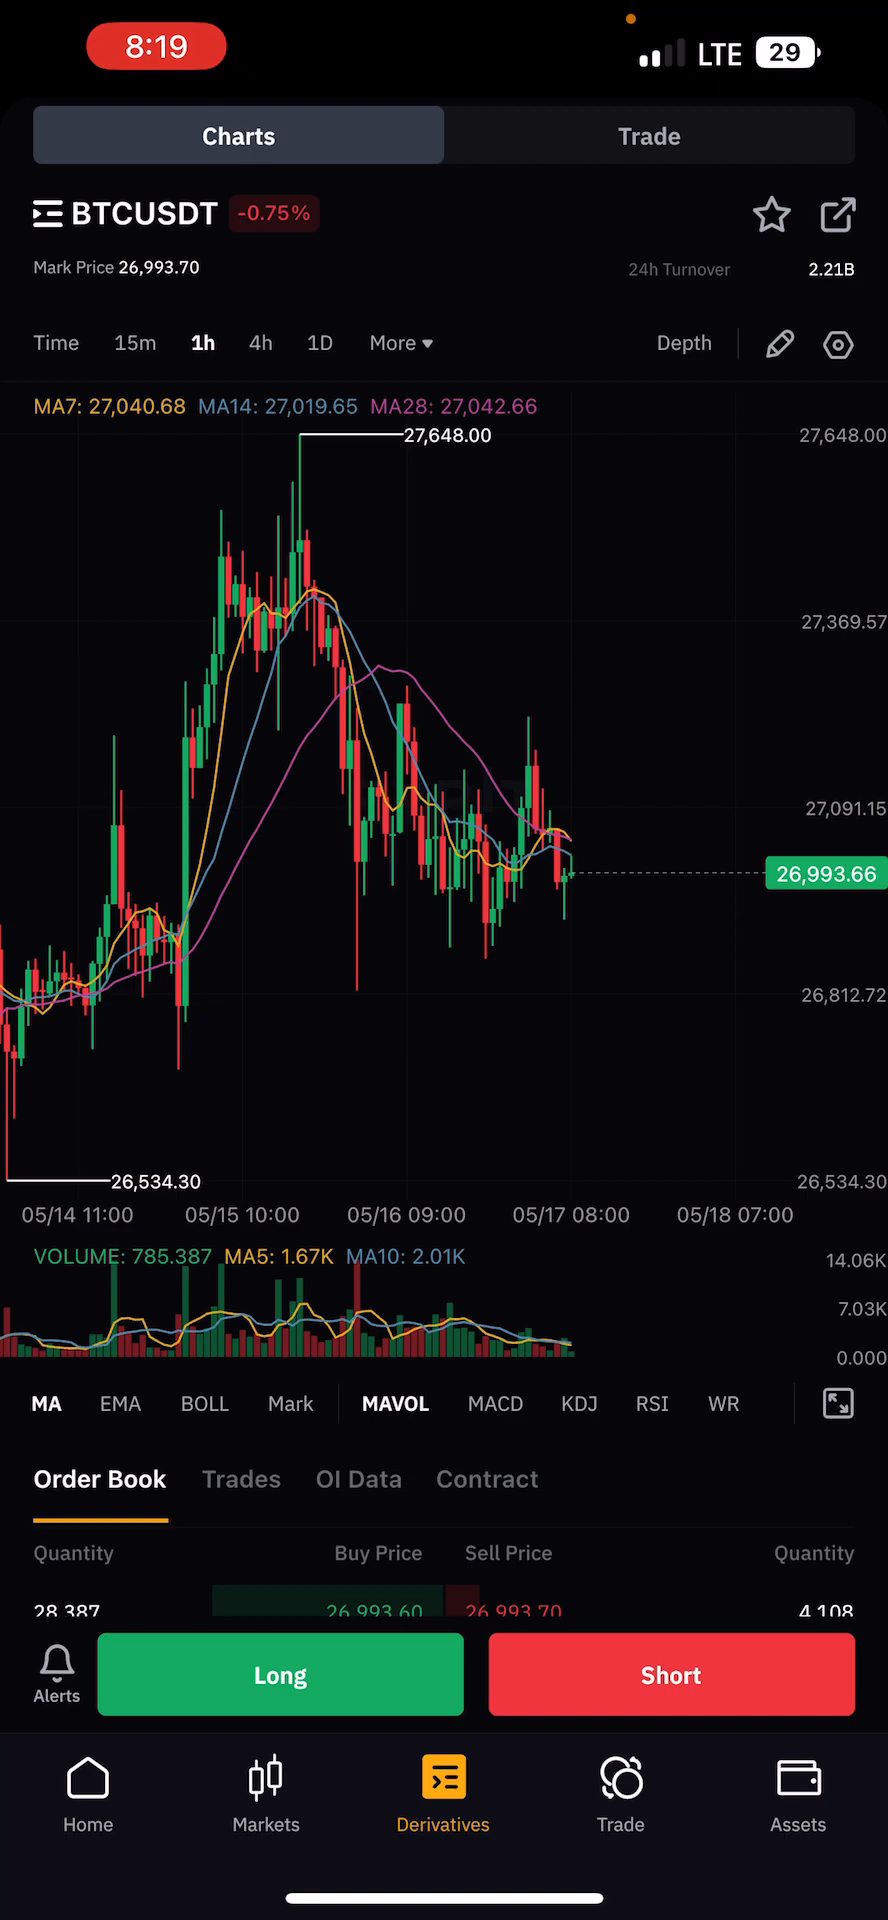 8:19 LTE 29
Charts Trade
BTCUSDT -0.75%
Mark Price 26,993.70 24h Turnover 2.21B
Time 15m 1h 4h 1D More Depth
MA7: 27,040.68 MA14: 27,019.65 MA28: 27,042.66
27,648.00 27,648.00
27,369.57
27,091.15
26,993.66
26,812.72
26,534.30 26,534.30
05/14 11:00 05/15 10:00 05/16 09:00 05/17 08:00 05/18 07:00
VOLUME: 785.387 MA5: 1.67K MA10: 2.01K 14.06K
7.03K
0.000
MA EMA BOLL Mark MAVOL MACD KDJ RSI WR
Order Book Trades OI Data Contract
Quantity Buy Price Sell Price Quantity
28.387 26,993.60 26,993.70 4.108
Alerts Long Short
Home Markets Derivatives Trade Assets